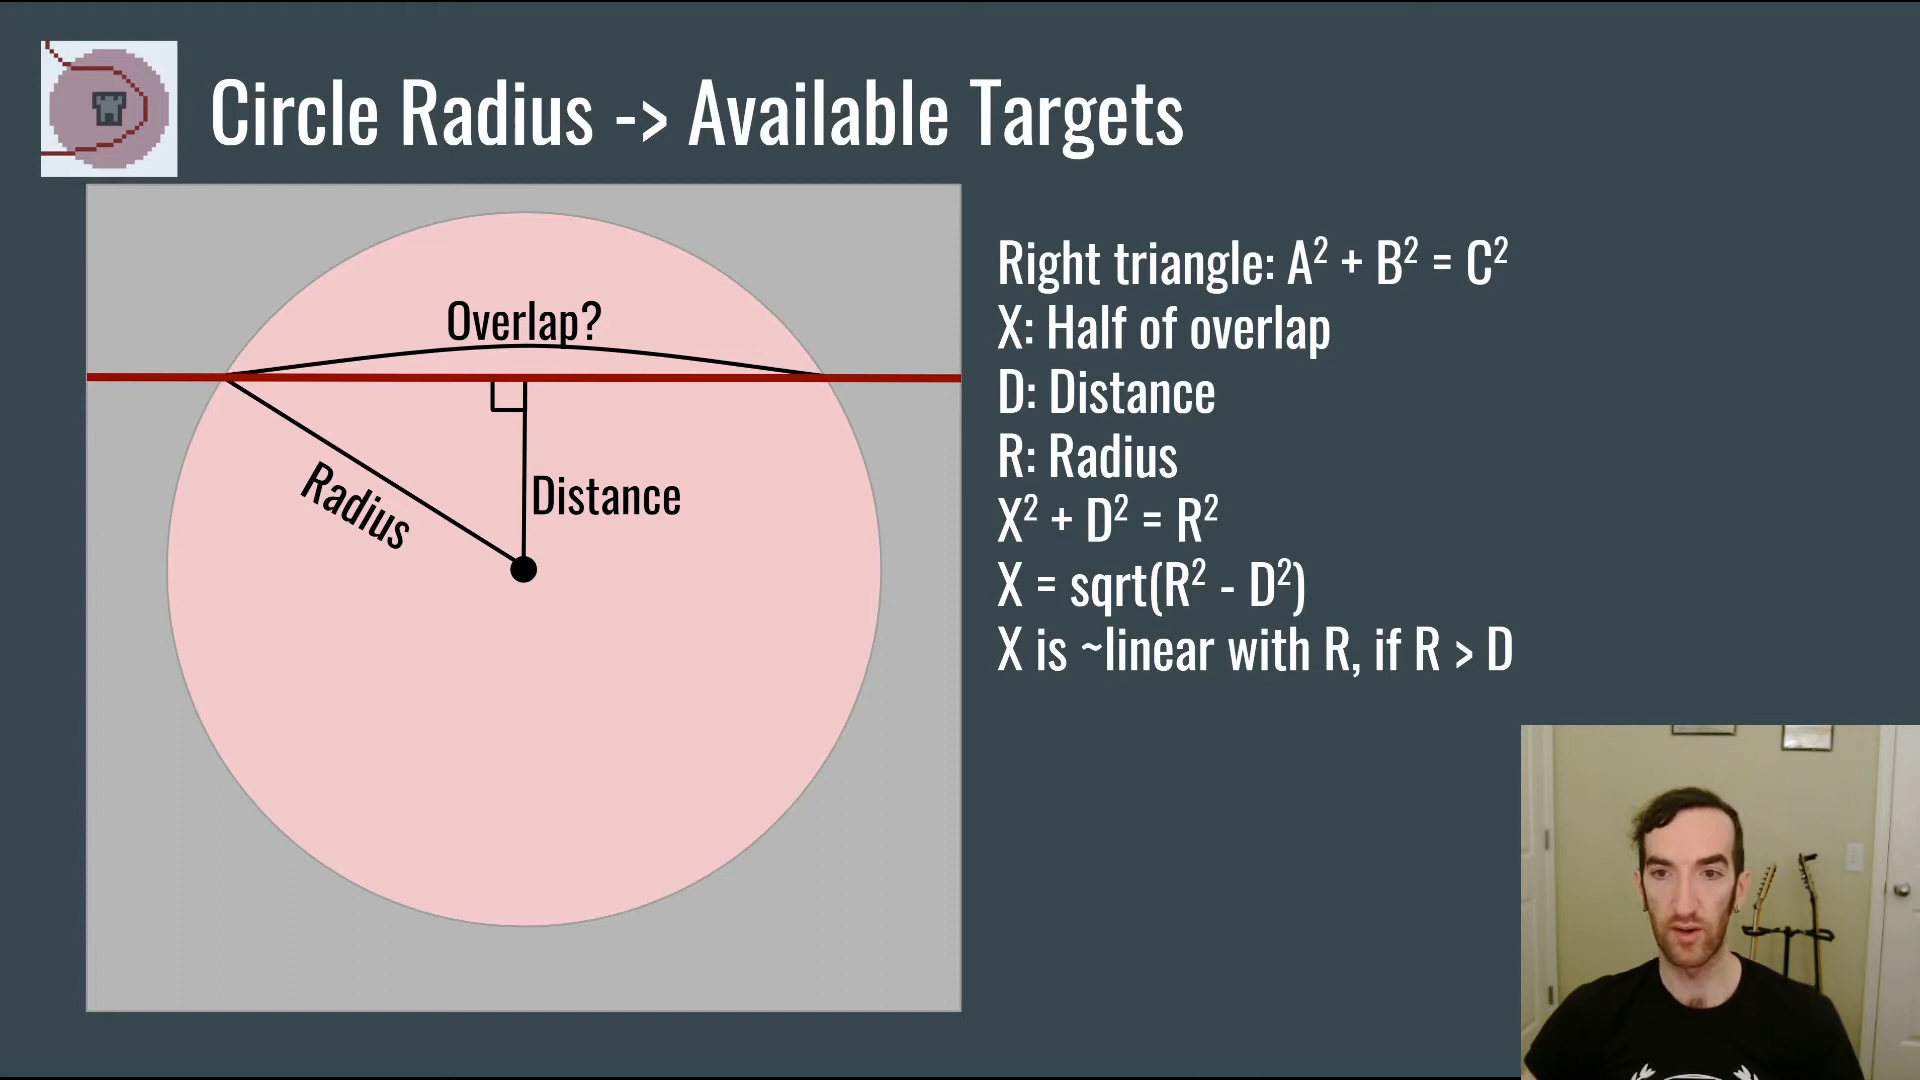 Circle Radius -> Available Targets
Overlap?
Radius
Distance
Right triangle: A² + B² = C²
X: Half of overlap
D: Distance
R: Radius
X² + D² = R²
X = sqrt(R² - D²)
X is ~linear with R, if R > D